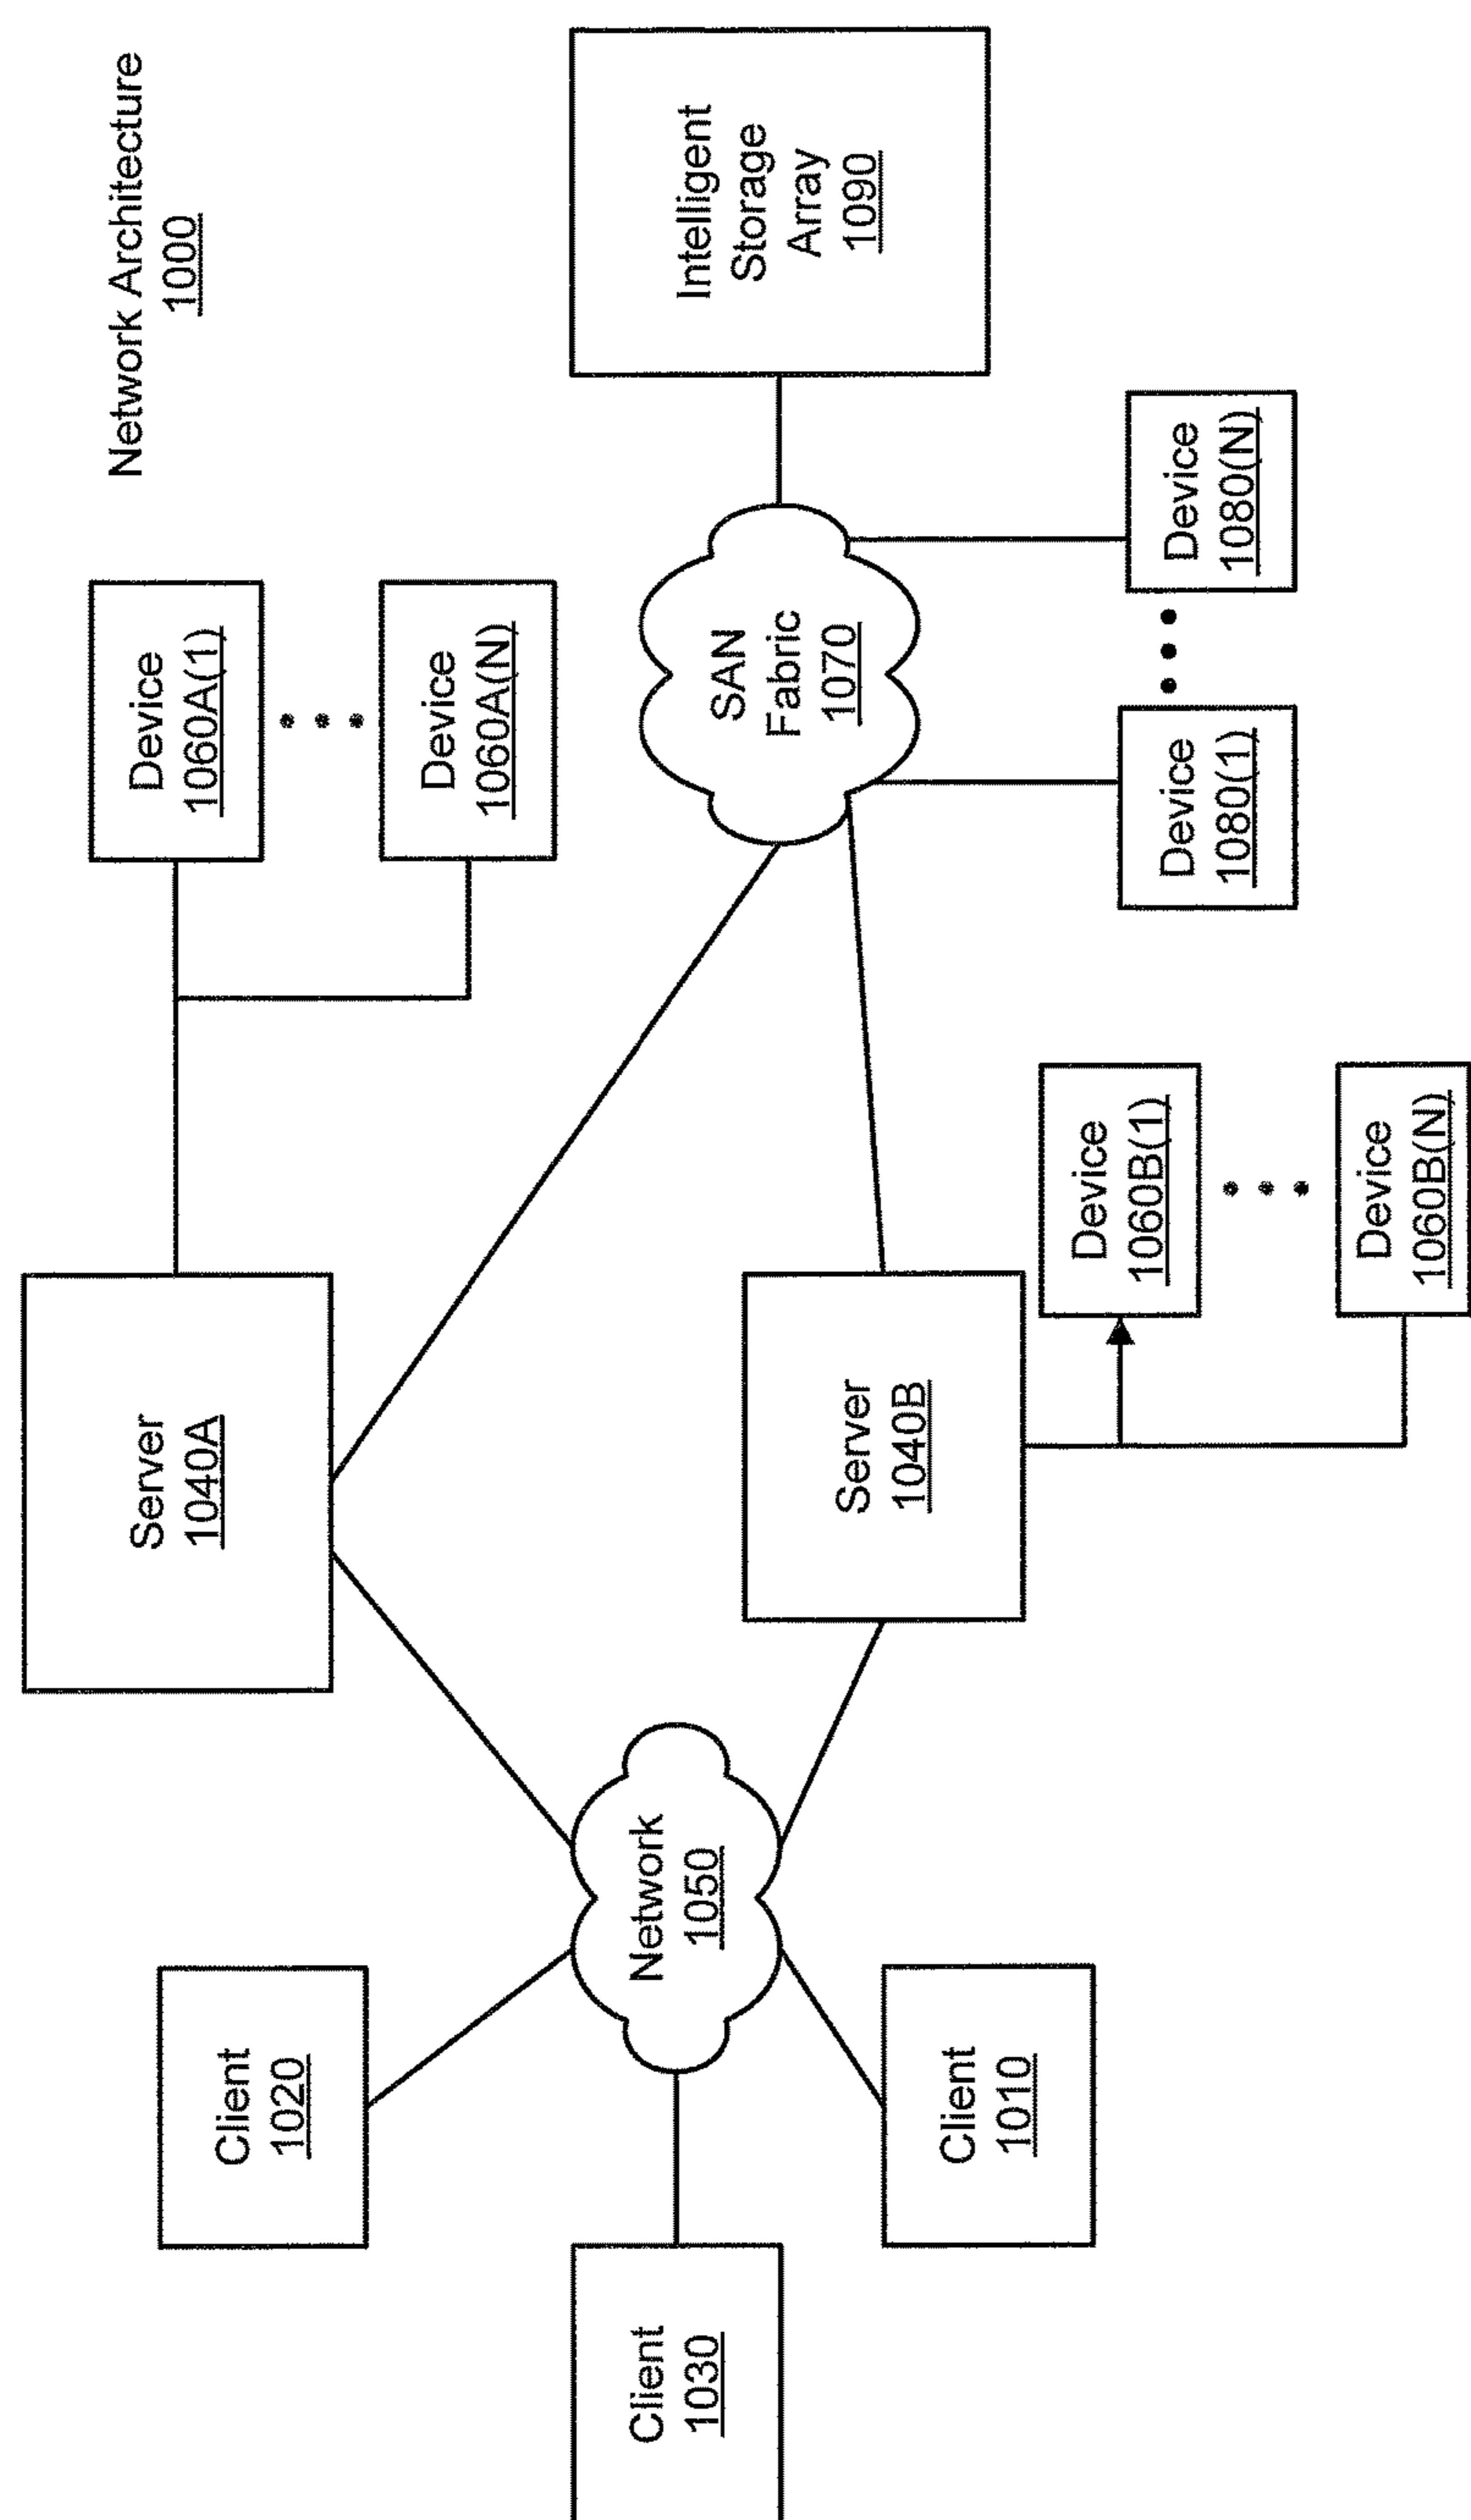 Network Architecture
1000
Client
1020
Client
1030
Client
1010
Network
1050
Server
1040A
Server
1040B
Device
1060A(1)
Device
1060A(N)
Device
1060B(1)
Device
1060B(N)
SAN
Fabric
1070
Device
1080(1)
Device
1080(N)
Intelligent
Storage
Array
1090